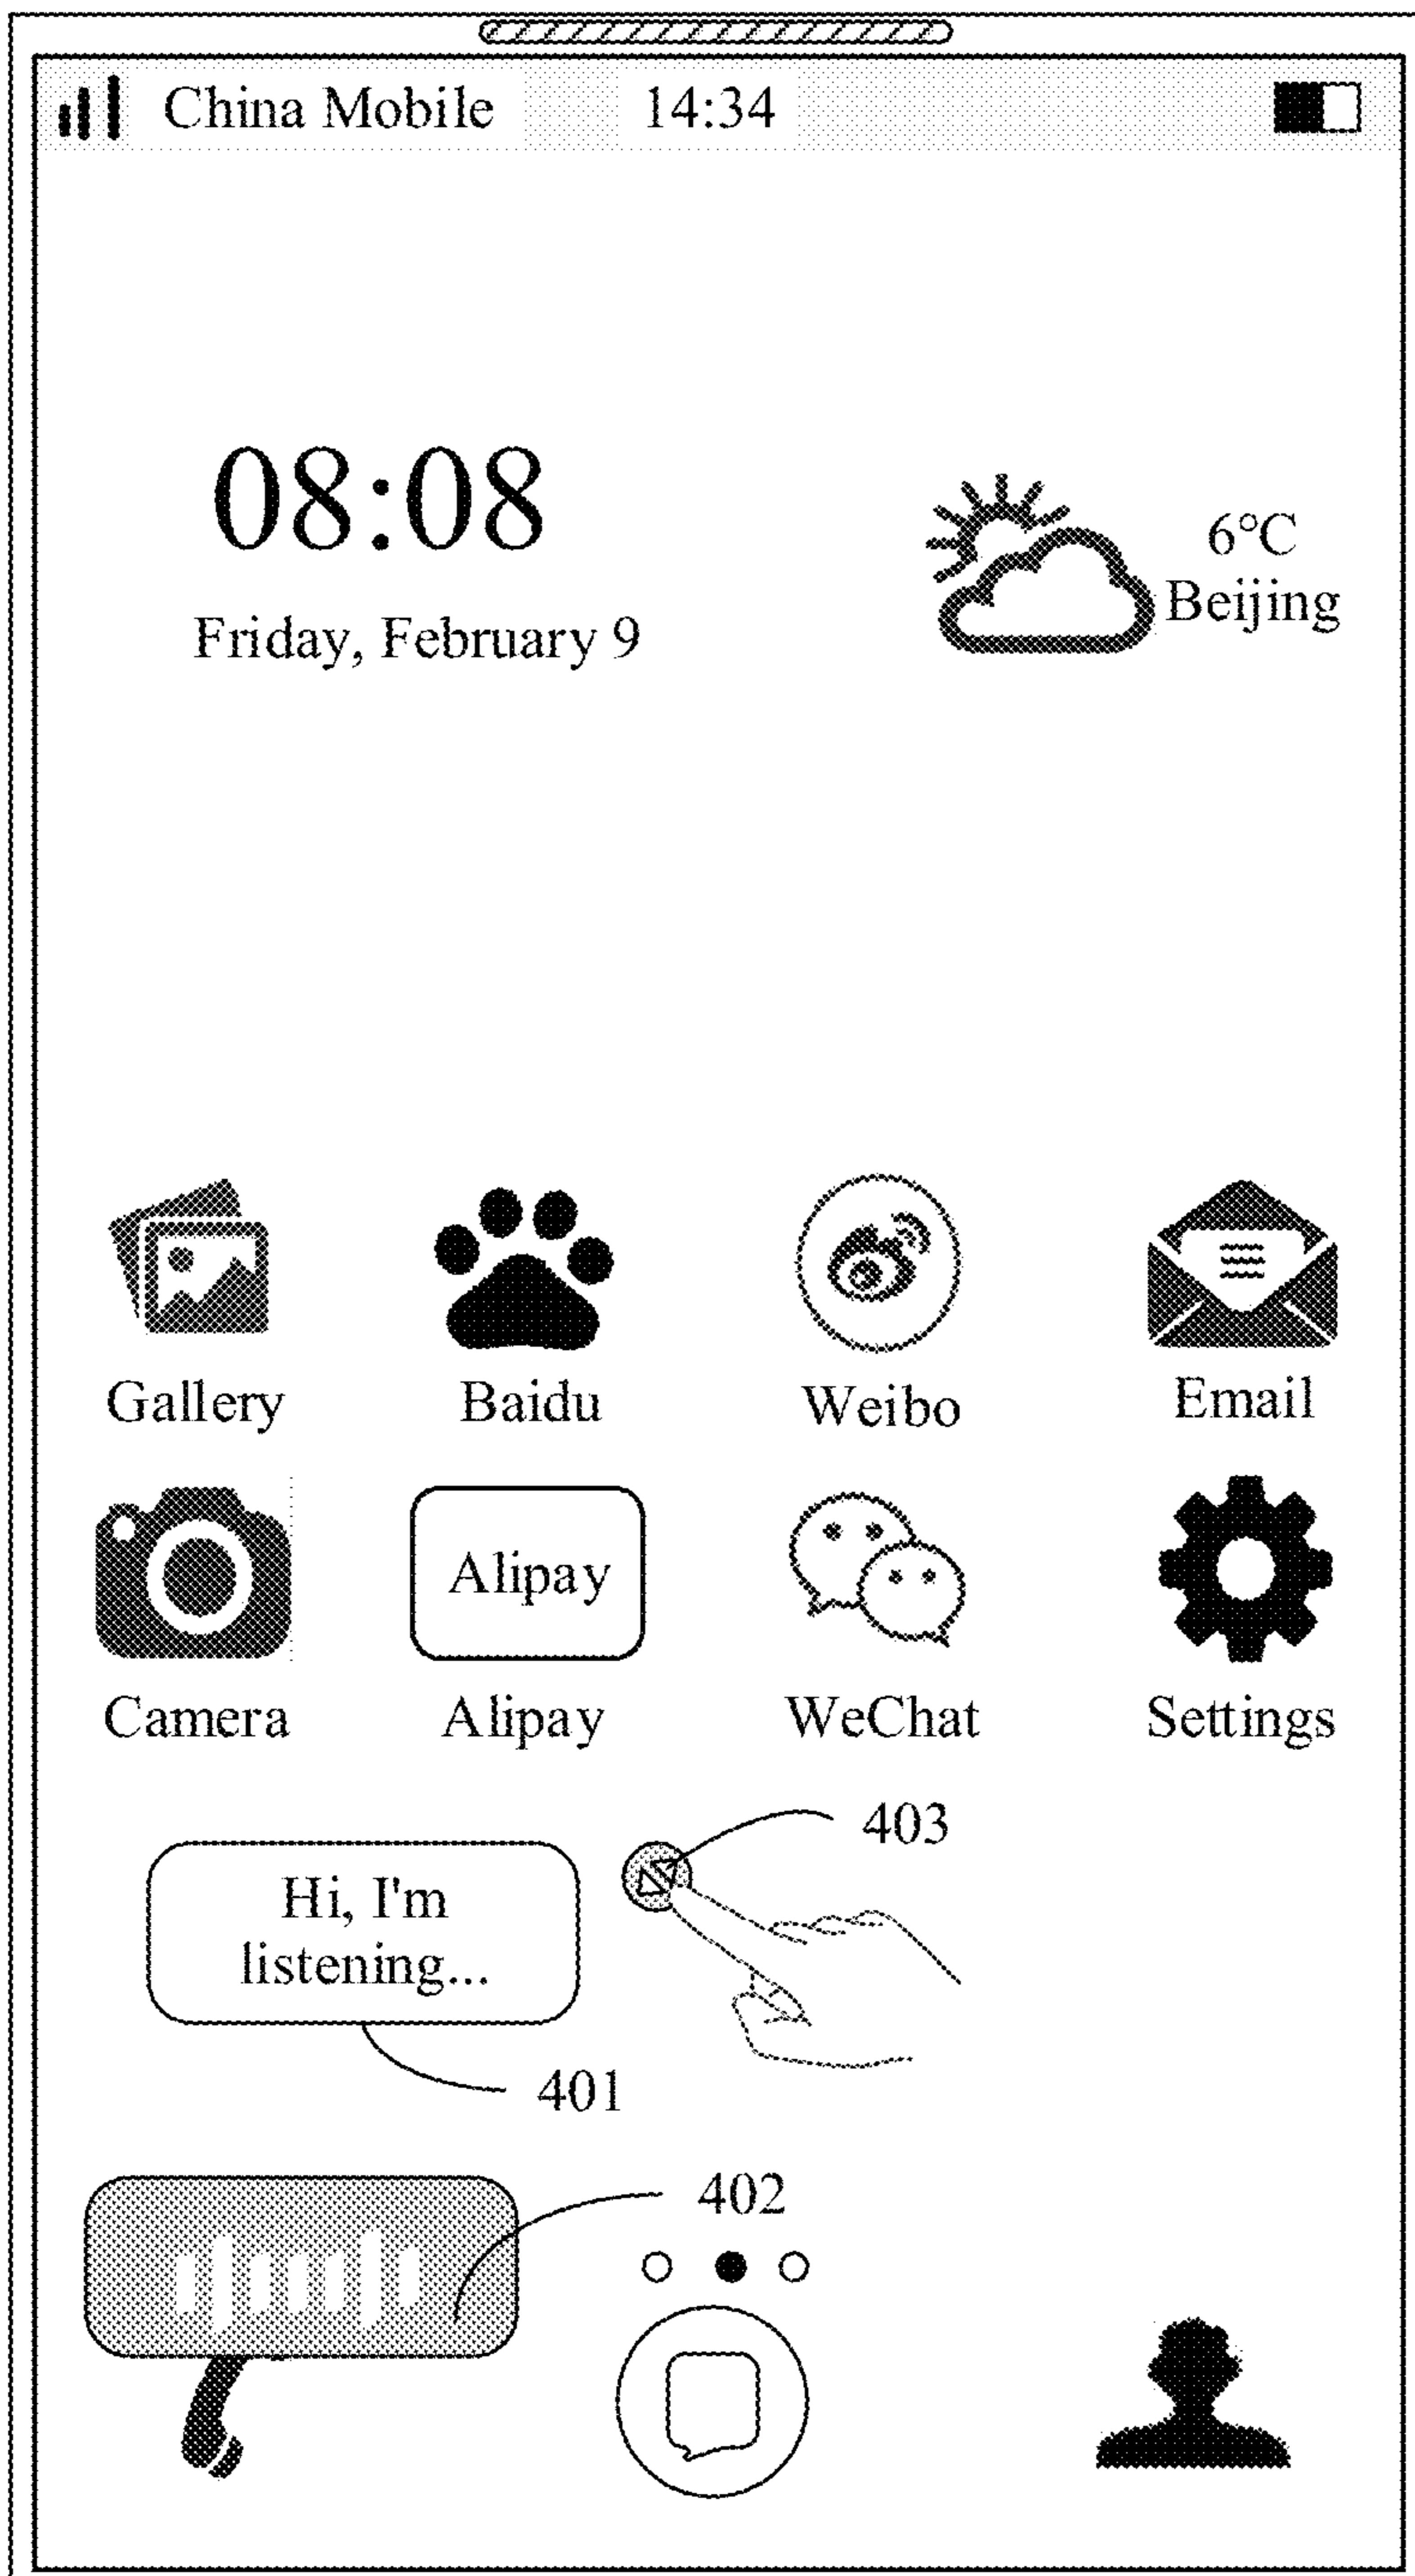 China Mobile 14:34
08:08
6°C
Beijing
Friday, February 9
Gallery Baidu Weibo Email
Alipay
Camera Alipay WeChat Settings
403
Hi, I'm
listening...
401
402